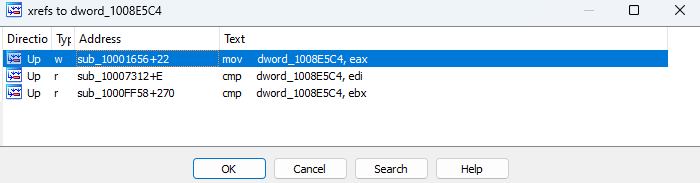 xrefs to dword_1008E5C4
Directio Typ Address Text
Up w sub_10001656+22 mov dword_1008E5C4, eax
Up r sub_10007312+E cmp dword_1008E5C4, edi
Up r sub_1000FF58+270 cmp dword_1008E5C4, ebx
OK Cancel Search Help